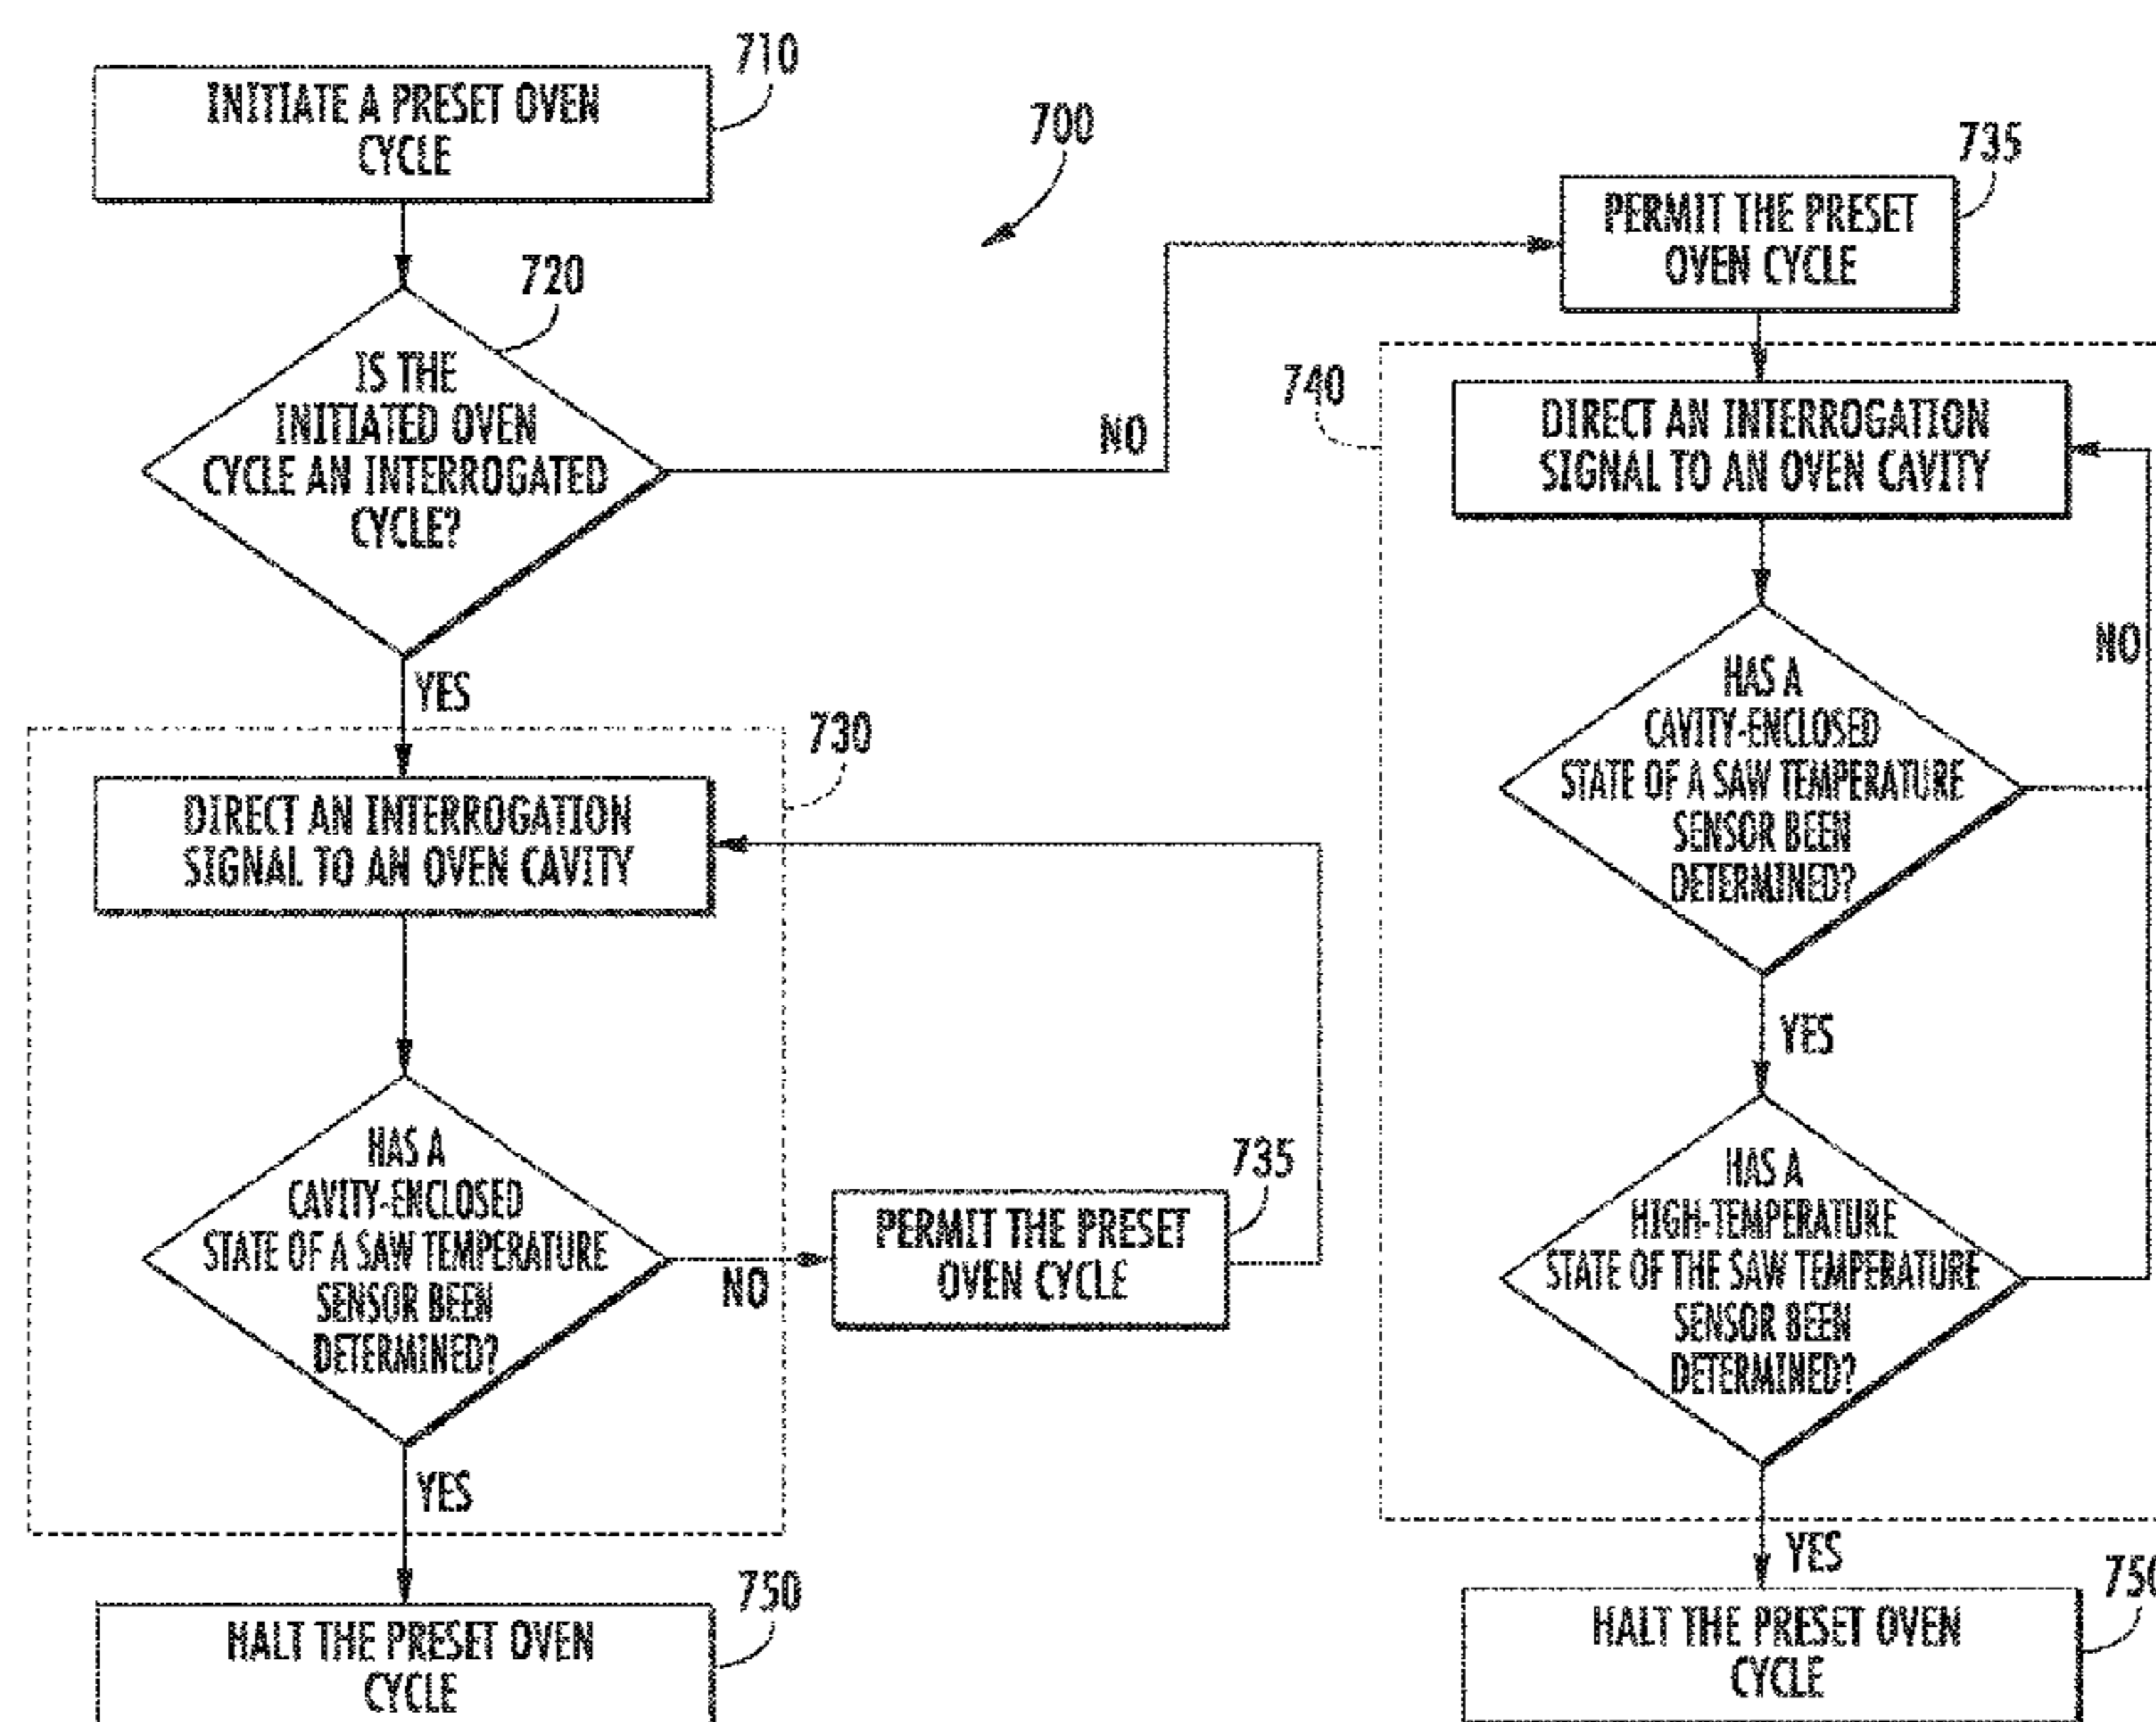 710
INITIATE A PRESET OVEN
CYCLE
700
720
IS THE
INITIATED OVEN
CYCLE AN INTERROGATED
CYCLE?
NO
YES
730
DIRECT AN INTERROGATION
SIGNAL TO AN OVEN CAVITY
HAS A
CAVITY-ENCLOSED
STATE OF A SAW TEMPERATURE
SENSOR BEEN
DETERMINED?
NO
735
PERMIT THE PRESET
OVEN CYCLE
YES
750
HALT THE PRESET OVEN
CYCLE
735
PERMIT THE PRESET
OVEN CYCLE
740
DIRECT AN INTERROGATION
SIGNAL TO AN OVEN CAVITY
NO
HAS A
CAVITY-ENCLOSED
STATE OF A SAW TEMPERATURE
SENSOR BEEN
DETERMINED?
YES
HAS A
HIGH-TEMPERATURE
STATE OF THE SAW TEMPERATURE
SENSOR BEEN
DETERMINED?
YES
750
HALT THE PRESET OVEN
CYCLE